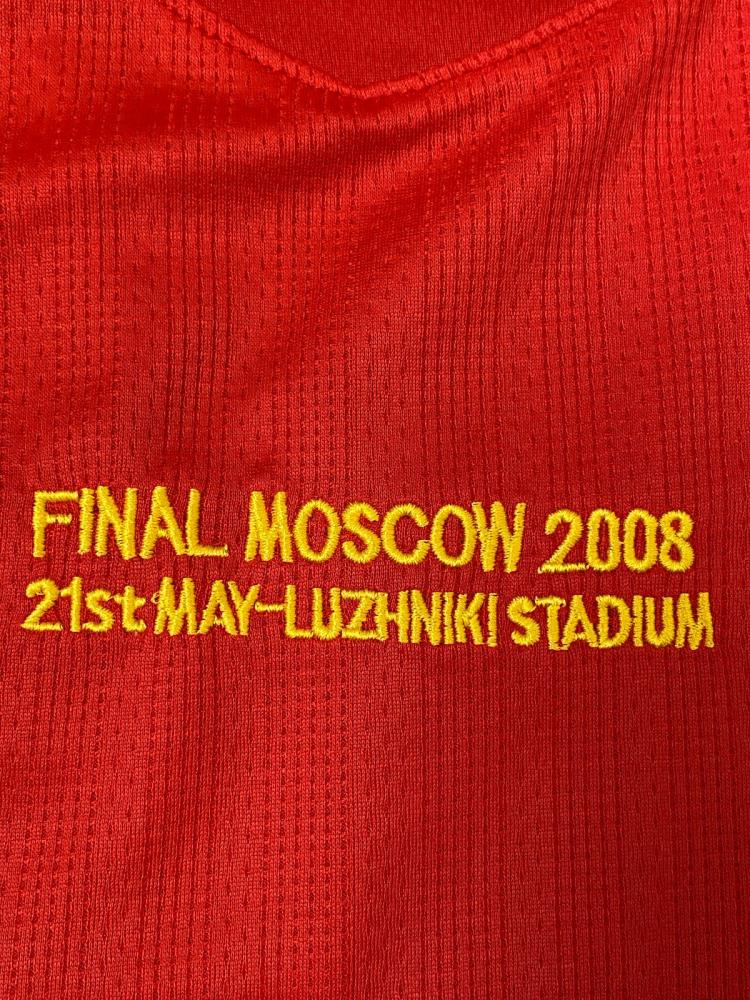 FINAL MOSCOW 2008
21st MAY-LUZHNIKI STADIUM